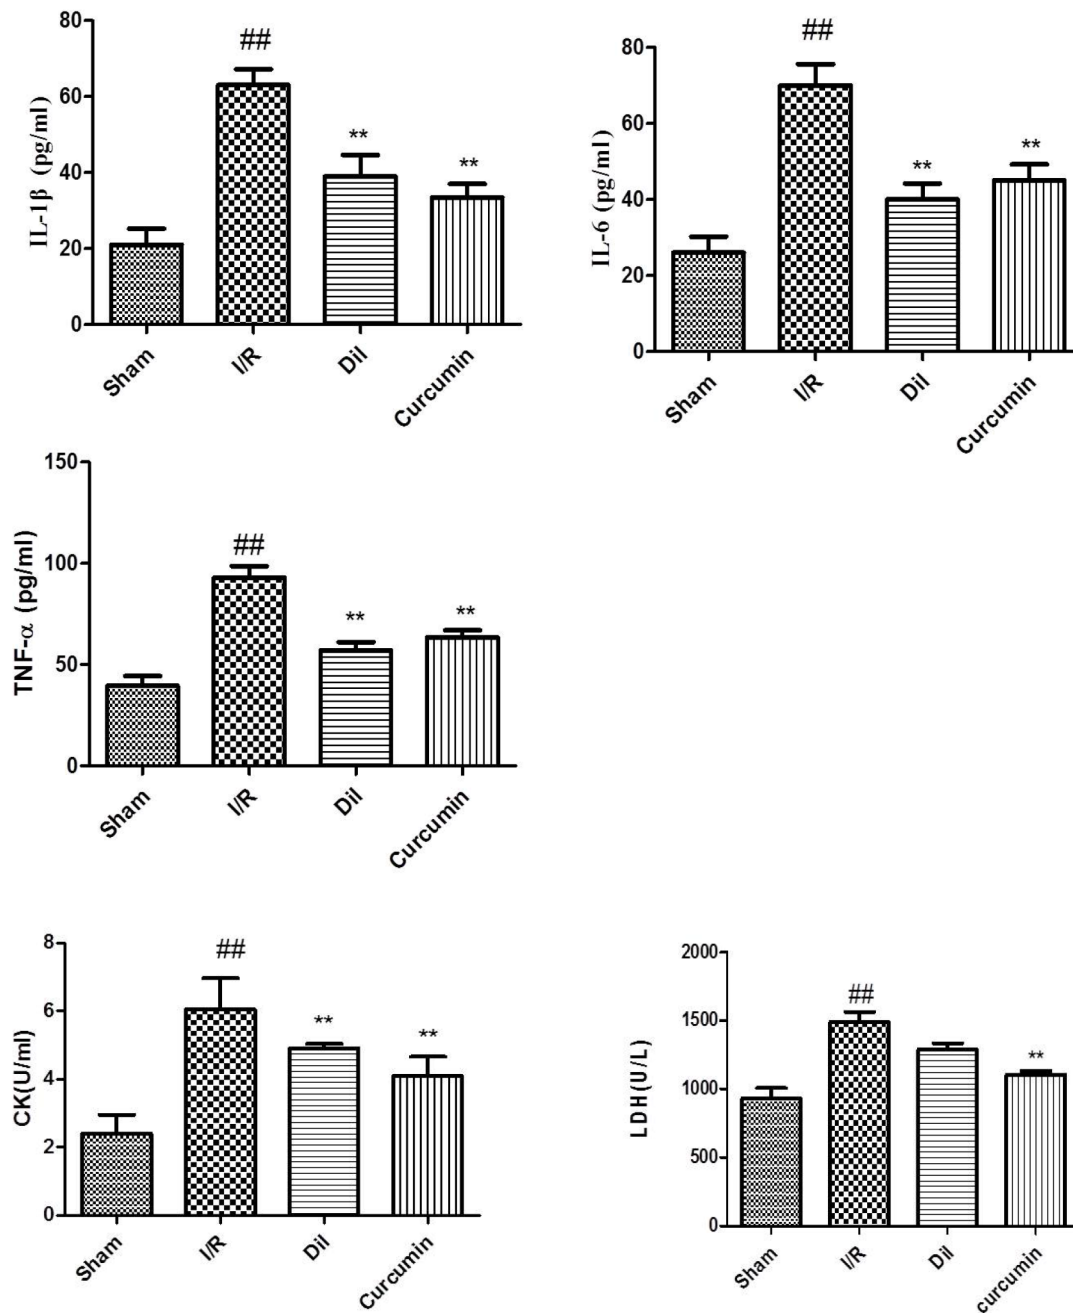 IL-1β (pg/ml)
80
60
40
20
0
##
**
**
Sham
I/R
Dil
Curcumin
IL-6 (pg/ml)
80
60
40
20
0
##
**
**
Sham
I/R
Dil
Curcumin
TNF-α (pg/ml)
150
100
50
0
##
**
**
Sham
I/R
Dil
Curcumin
CK(U/ml)
8
6
4
2
0
##
**
**
Sham
I/R
Dil
Curcumin
LDH(U/L)
2000
1500
1000
500
0
##
**
Sham
I/R
Dil
curcumin